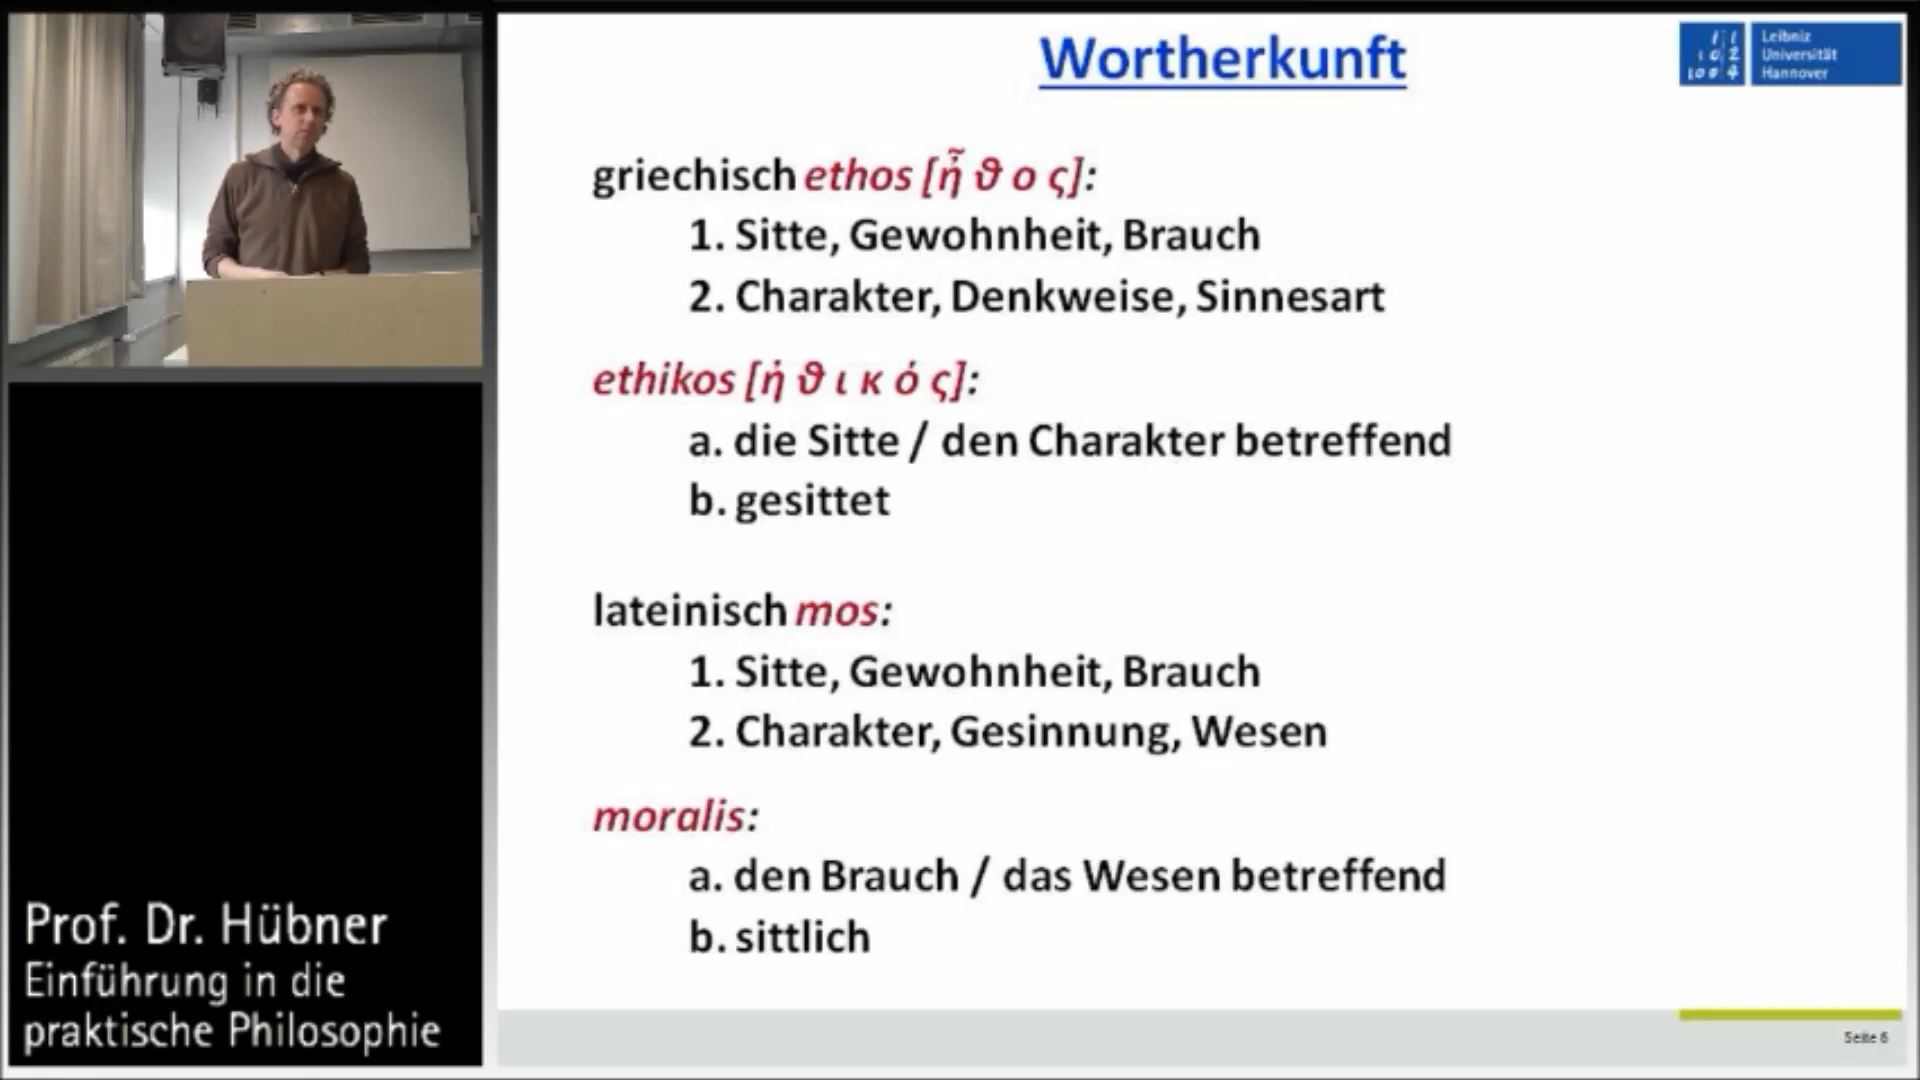 Wortherkunft
Leibniz
Universität
Hannover
griechisch ethos [ἦ ϑ ο ς]:
1. Sitte, Gewohnheit, Brauch
2. Charakter, Denkweise, Sinnesart
ethikos [ἠ ϑ ι κ ό ς]:
a. die Sitte / den Charakter betreffend
b. gesittet
lateinisch mos:
1. Sitte, Gewohnheit, Brauch
2. Charakter, Gesinnung, Wesen
moralis:
a. den Brauch / das Wesen betreffend
b. sittlich
Seite 6
Prof. Dr. Hübner
Einführung in die
praktische Philosophie